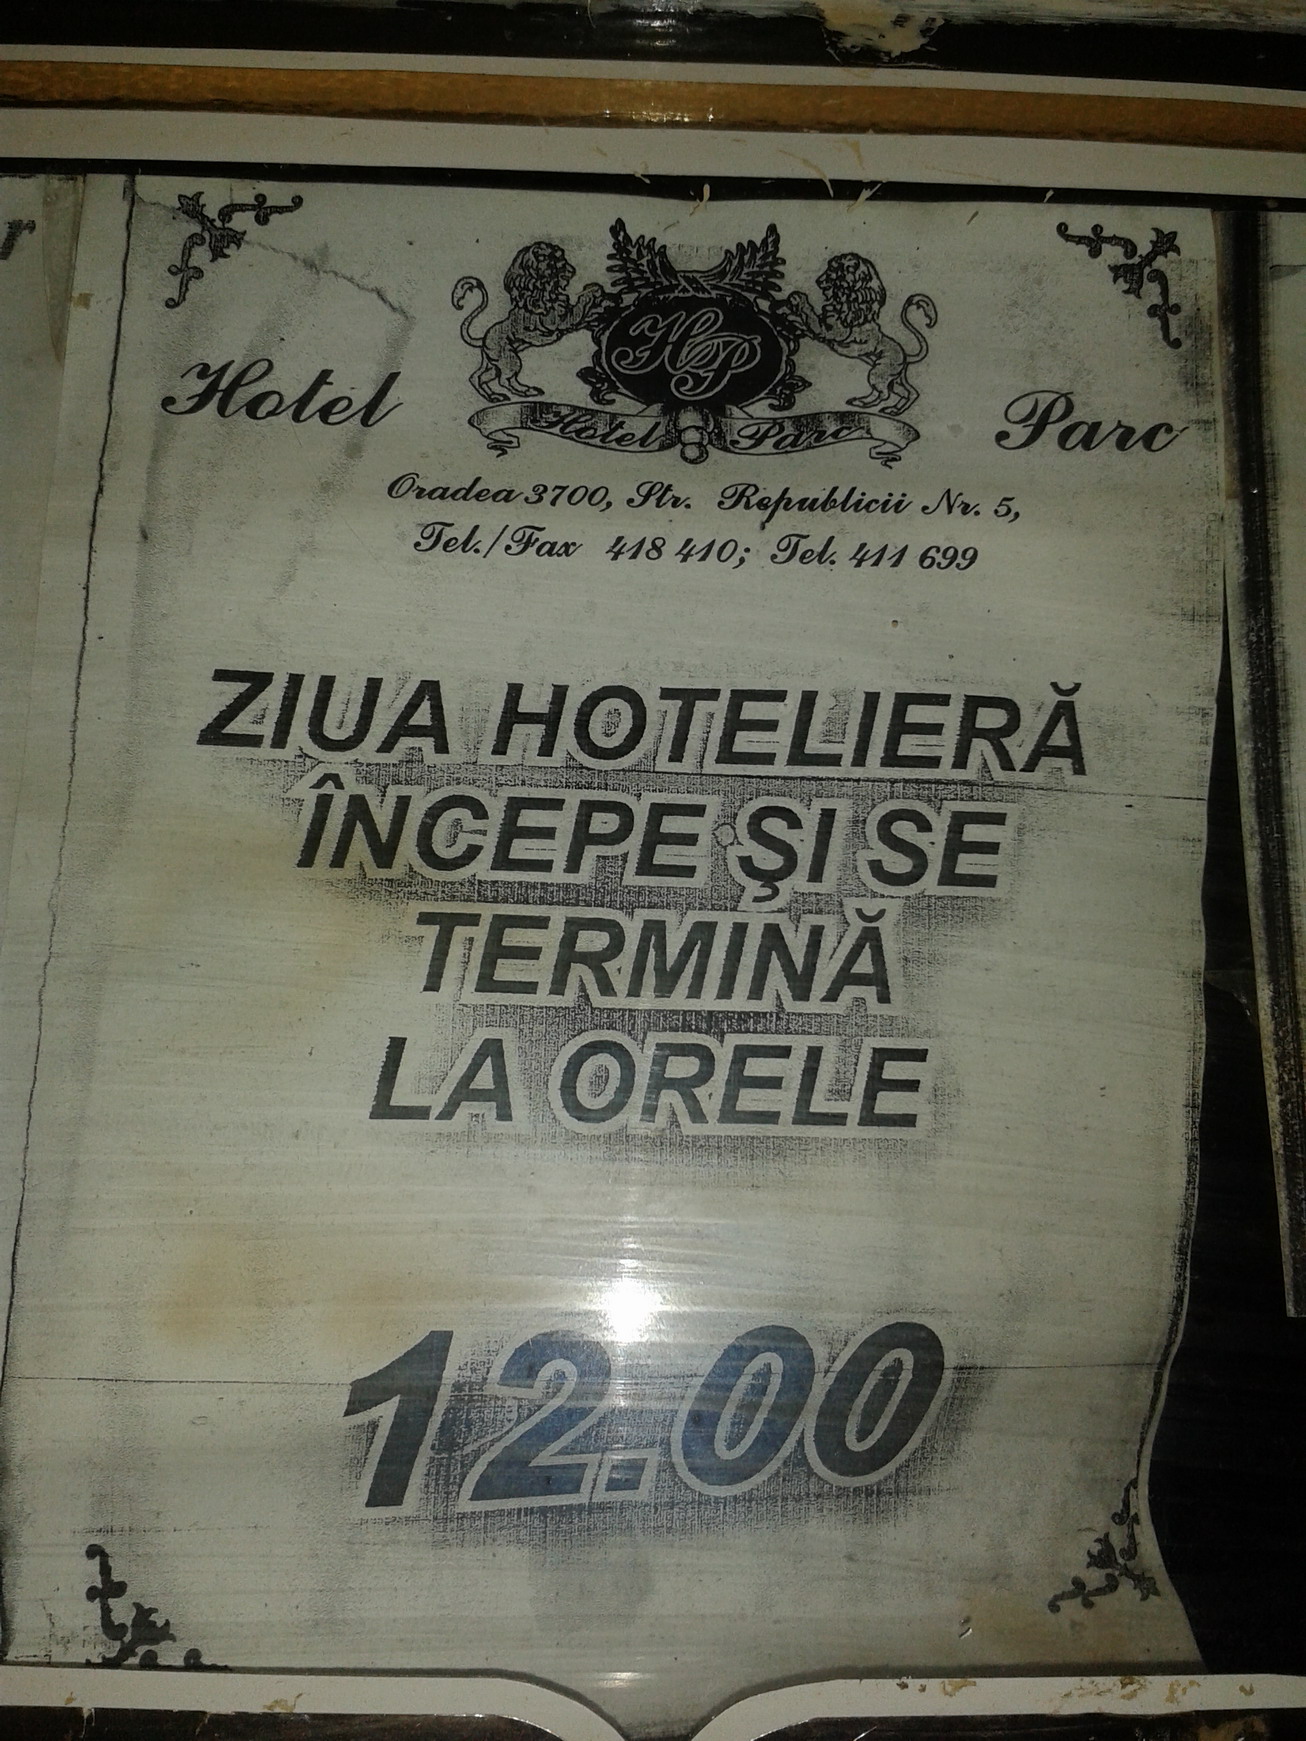 r
Hotel
HP
Hotel Parc
Parc
Oradea 3700, Str. Republicii Nr. 5,
Tel./Fax 418 410; Tel. 411 699
ZIUA HOTELIERĂ
ÎNCEPE ŞI SE
TERMINĂ
LA ORELE
12.00